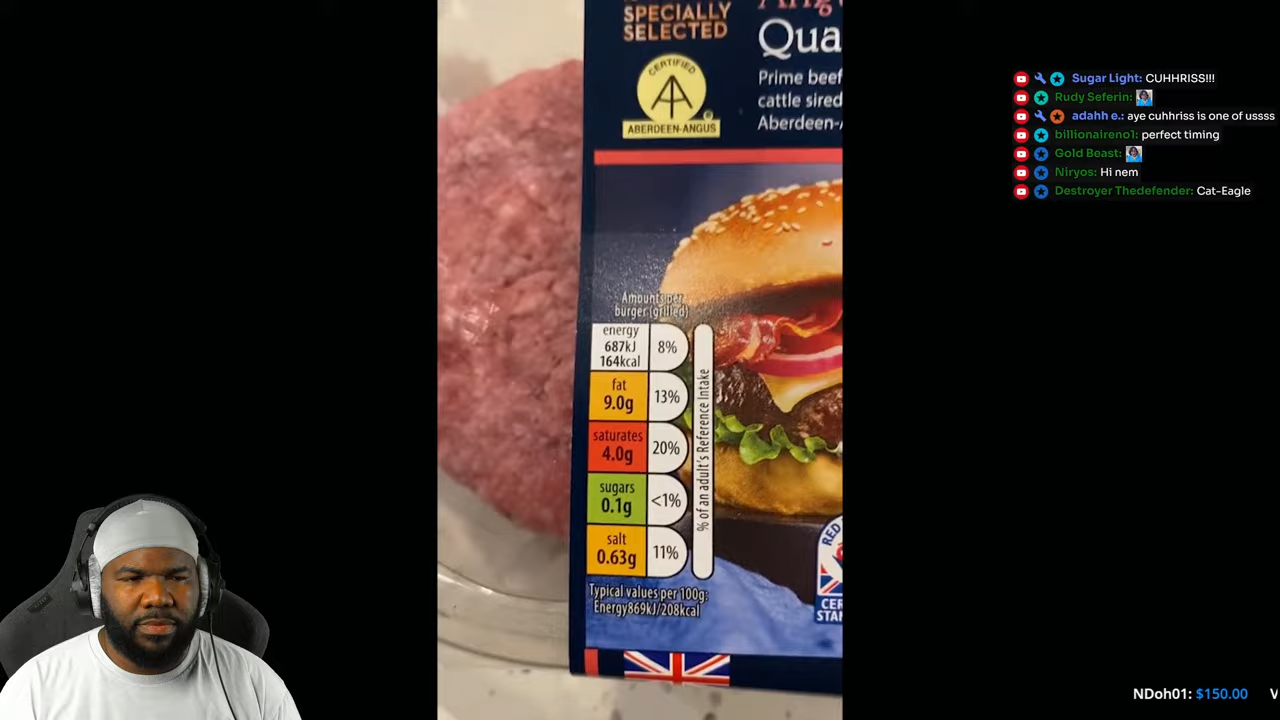 SPECIALLY
SELECTED
Qua
CERTIFIED
ABERDEEN-ANGUS
Prime beef
cattle sired
Aberdeen-
Amounts per
burger (grilled)
energy
687kJ
164kcal
8%
fat
9.0g
13%
saturates
4.0g
20%
sugars
0.1g
<1%
salt
0.63g
11%
% of an adult's Reference Intake
Typical values per 100g:
Energy869kJ/208kcal
RED
CER
STAN
Sugar Light: CUHHRISS!!!
Rudy Seferin:
adahh e.: aye cuhhriss is one of ussss
billionaireno1: perfect timing
Gold Beast:
Niryos: Hi nem
Destroyer Thedefender: Cat-Eagle
NDoh01: $150.00